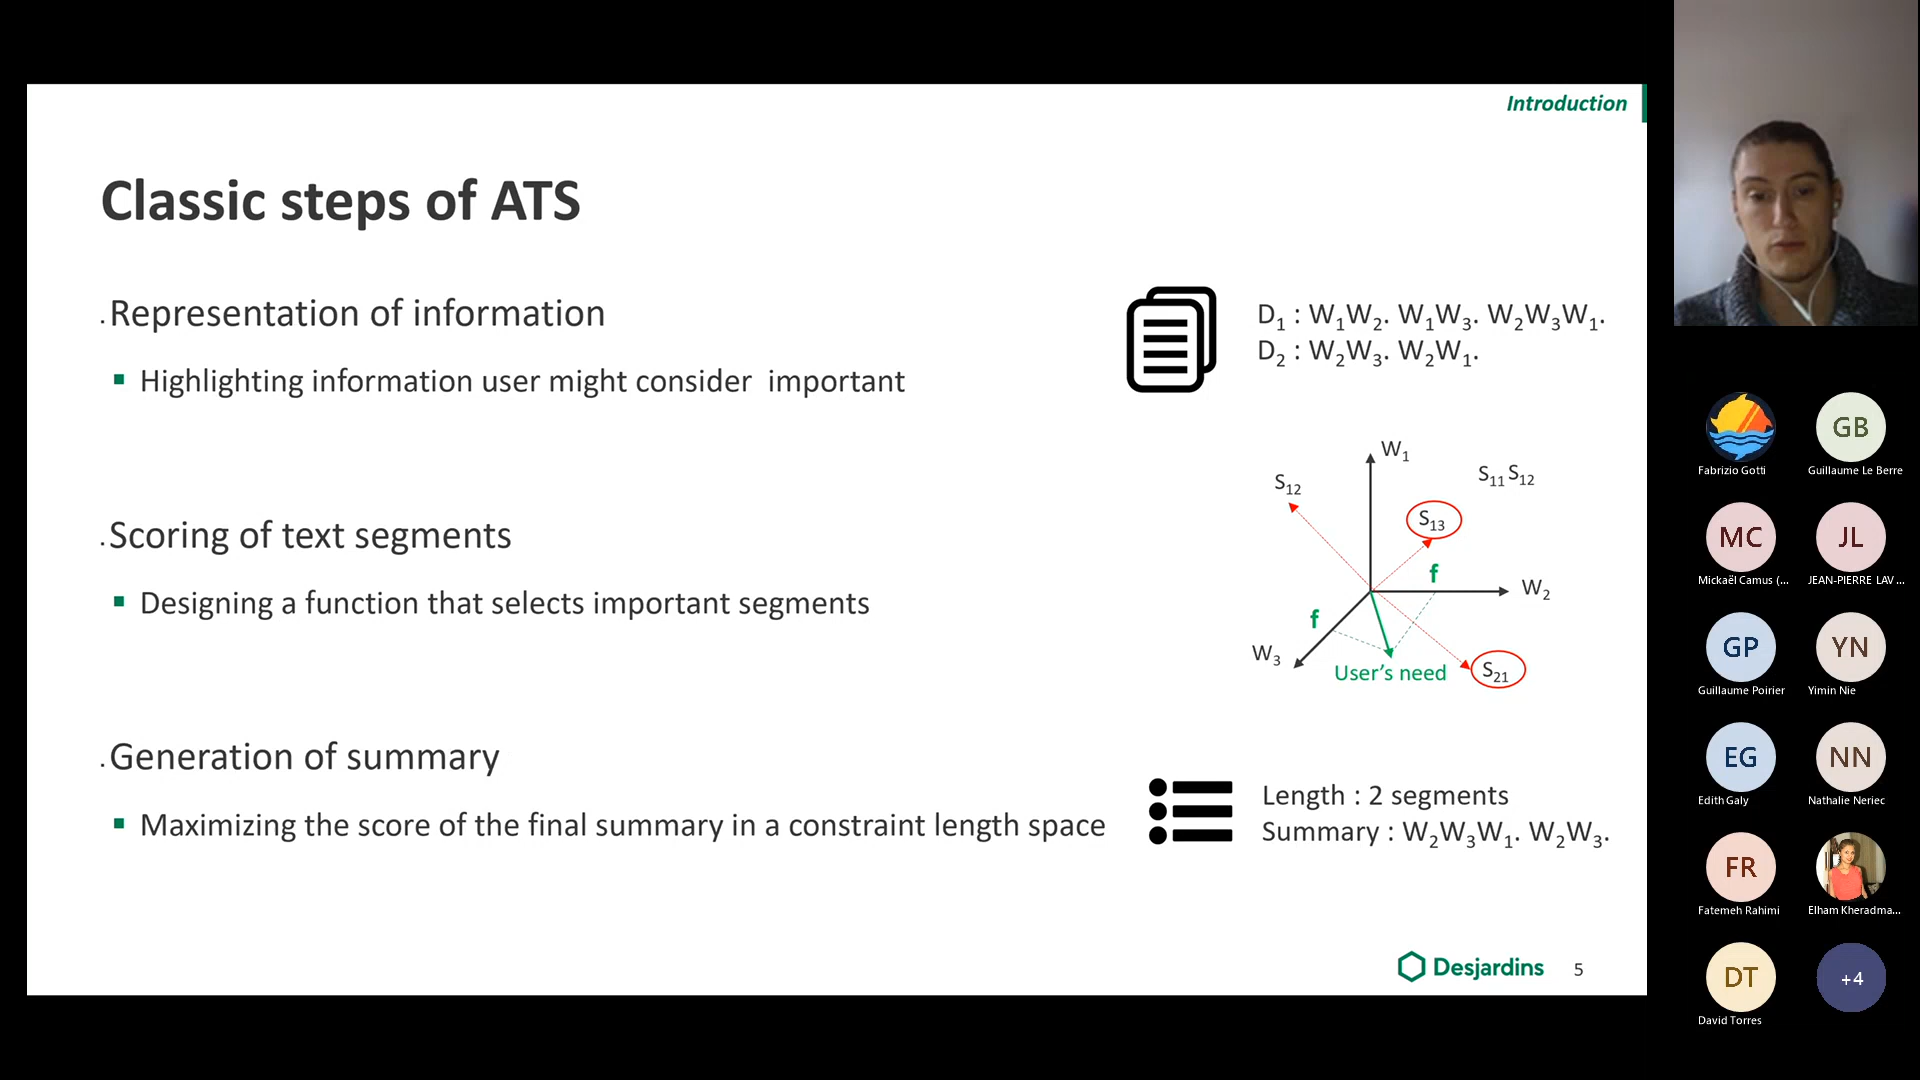 Introduction
Classic steps of ATS
Representation of information
Highlighting information user might consider  important
D1 : W1W2. W1W3. W2W3W1.
D2 : W2W3. W2W1.
Scoring of text segments
Designing a function that selects important segments
W1
S12
S11 S12
S13
f
W2
f
W3
User’s need
S21
Generation of summary
Maximizing the score of the final summary in a constraint length space
Length : 2 segments
Summary : W2W3W1. W2W3.
Desjardins
5
GB
Fabrizio Gotti
Guillaume Le Berre
MC
JL
Mickaël Camus (...
JEAN-PIERRE LAV ...
GP
YN
Guillaume Poirier
Yimin Nie
EG
NN
Edith Galy
Nathalie Neriec
FR
Fatemeh Rahimi
Elham Kheradma...
DT
+4
David Torres